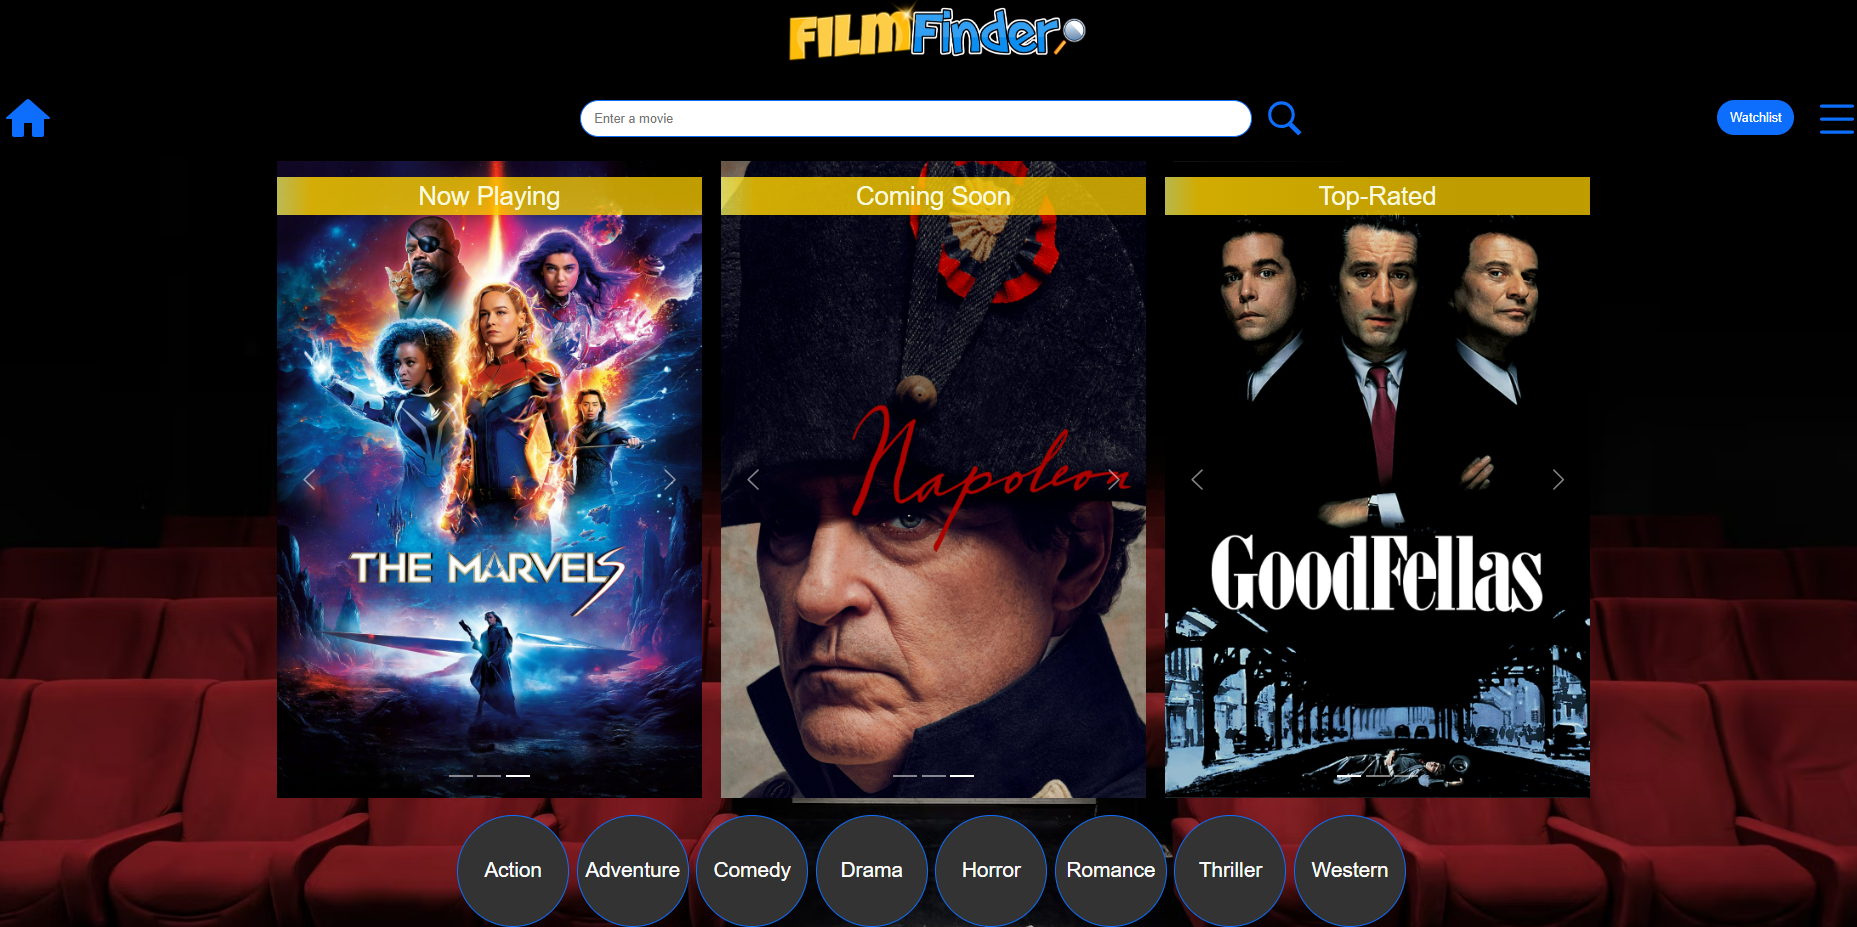 FILMFinder
Enter a movie
Watchlist
Now Playing
Coming Soon
Top-Rated
Napoleon
THE MARVELS
GOODFELLAS
Action
Adventure
Comedy
Drama
Horror
Romance
Thriller
Western